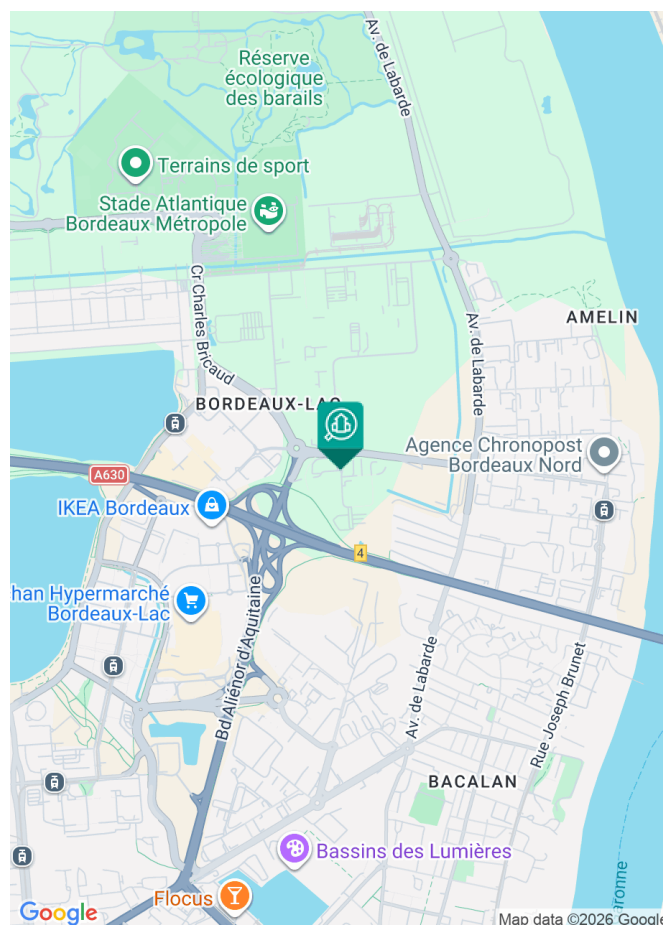 Av. de Labarde
Réserve
écologique
des barails
Terrains de sport
Stade Atlantique
Bordeaux Métropole
Cr Charles Bricaud
AMELIN
Av. de Labarde
BORDEAUX-LAC
Agence Chronopost
Bordeaux Nord
A630
IKEA Bordeaux
4
han Hypermarché
Bordeaux-Lac
Bd Aliénor d'Aquitaine
Av. de Labarde
Rue Joseph Brunet
BACALAN
Bassins des Lumières
Flocus
aronne
Google
Map data ©2026 Google